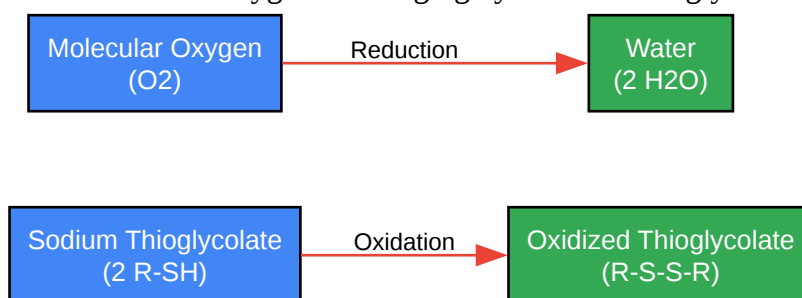 Molecular Oxygen
(O2)
Reduction
Water
(2 H2O)
Sodium Thioglycolate
(2 R-SH)
Oxidation
Oxidized Thioglycolate
(R-S-S-R)